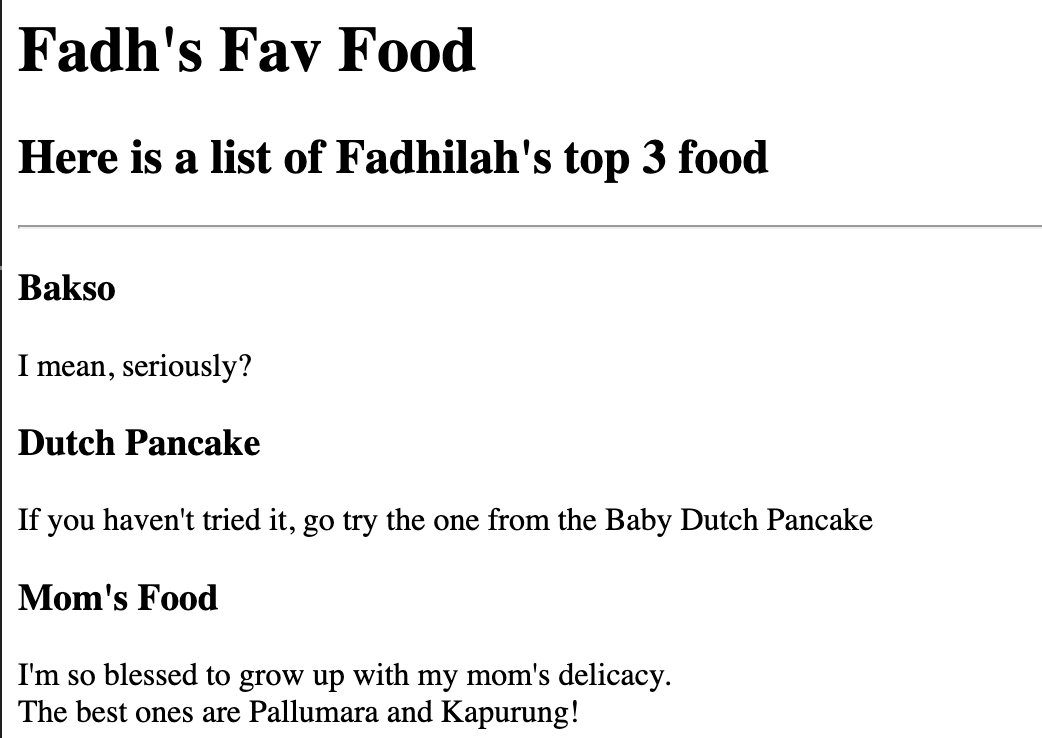 Fadh's Fav Food
Here is a list of Fadhilah's top 3 food
Bakso
I mean, seriously?
Dutch Pancake
If you haven't tried it, go try the one from the Baby Dutch Pancake
Mom's Food
I'm so blessed to grow up with my mom's delicacy.
The best ones are Pallumara and Kapurung!